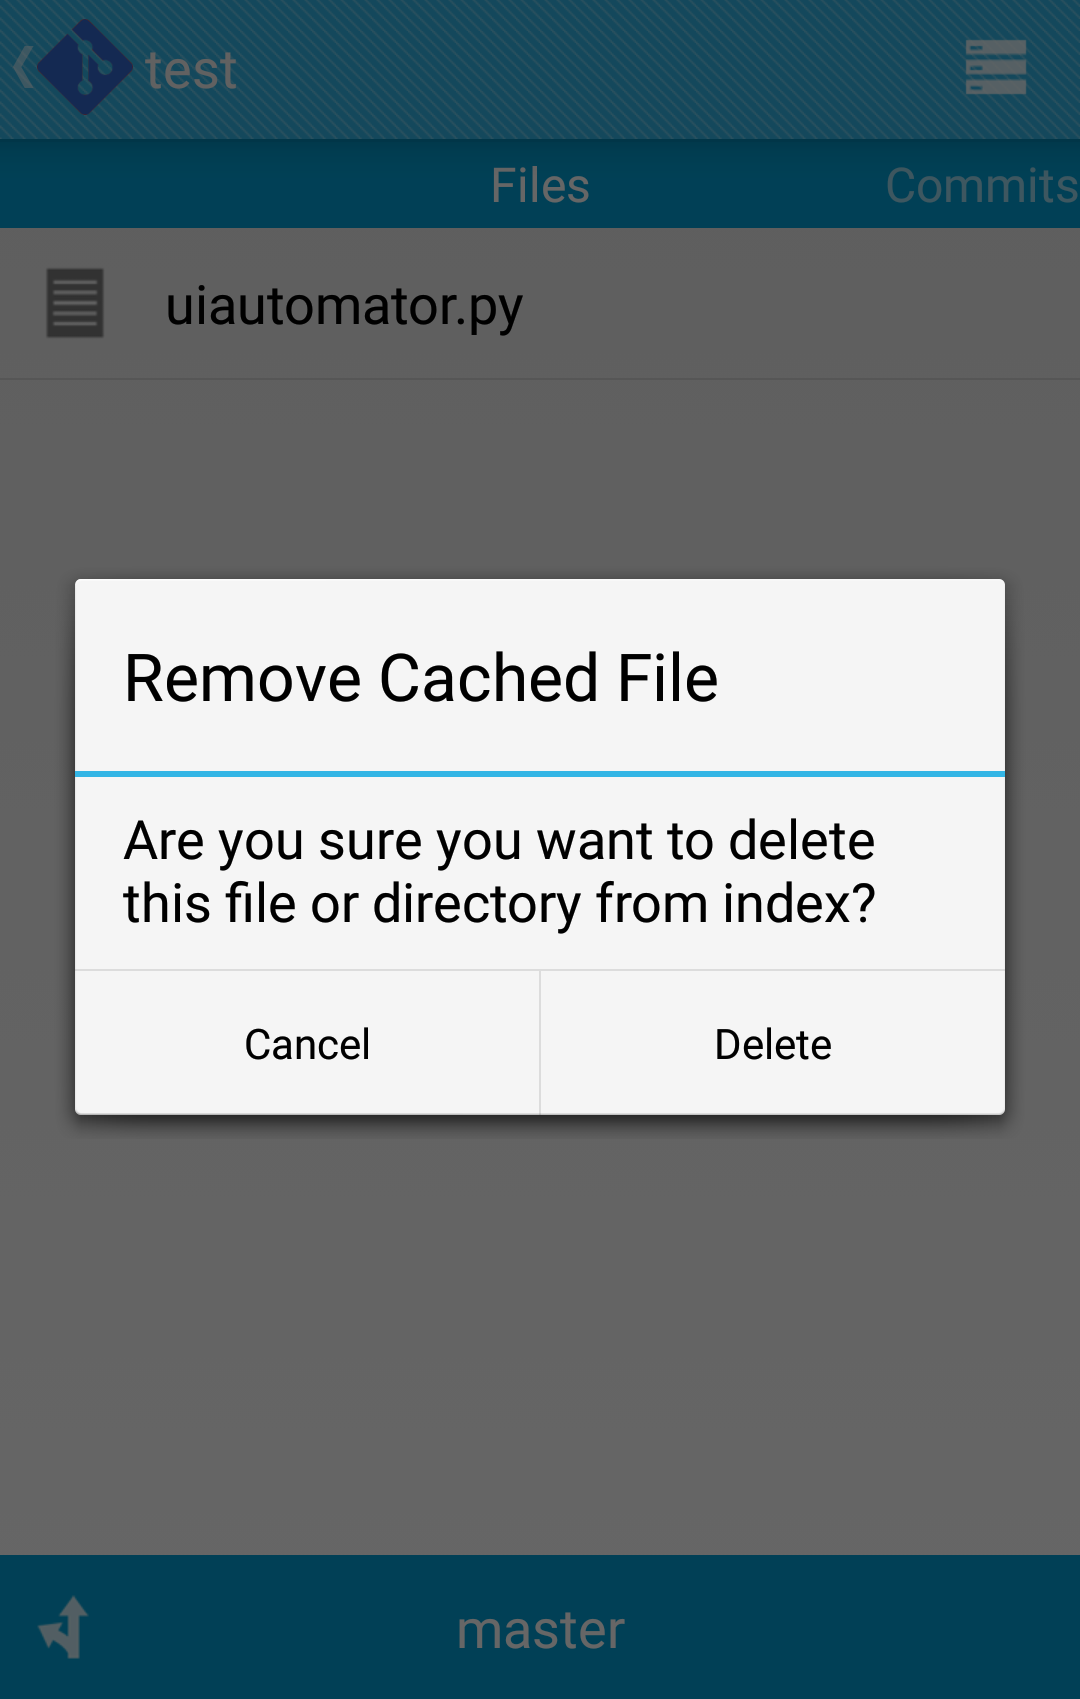 test
Files
Commits
uiautomator.py
Remove Cached File
Are you sure you want to delete
this file or directory from index?
Cancel
Delete
master